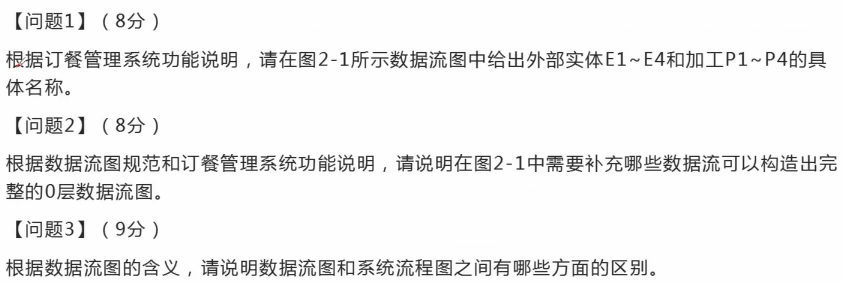 【问题1】（8分）
根据订餐管理系统功能说明，请在图2-1所示数据流图中给出外部实体E1~E4和加工P1~P4的具
体名称。
【问题2】（8分）
根据数据流图规范和订餐管理系统功能说明，请说明在图2-1中需要补充哪些数据流可以构造出完
整的0层数据流图。
【问题3】（9分）
根据数据流图的含义，请说明数据流图和系统流程图之间有哪些方面的区别。